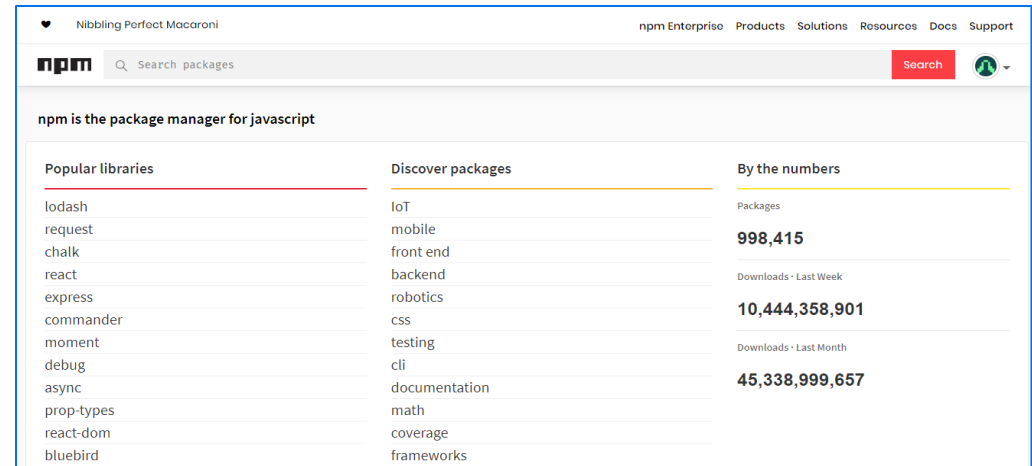 ♥ Nibbling Perfect Macaroni
npm Enterprise Products Solutions Resources Docs Support
npm Search packages Search
npm is the package manager for javascript
Popular libraries
lodash
request
chalk
react
express
commander
moment
debug
async
prop-types
react-dom
bluebird
Discover packages
IoT
mobile
front end
backend
robotics
css
testing
cli
documentation
math
coverage
frameworks
By the numbers
Packages
998,415
Downloads · Last Week
10,444,358,901
Downloads · Last Month
45,338,999,657